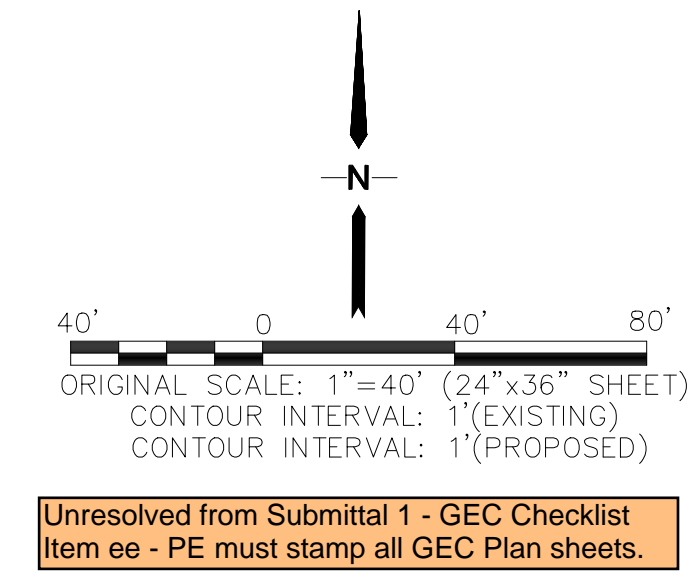 N
40' 0 40' 80'
ORIGINAL SCALE: 1"=40' (24"x36" SHEET)
CONTOUR INTERVAL: 1'(EXISTING)
CONTOUR INTERVAL: 1'(PROPOSED)
Unresolved from Submittal 1 - GEC Checklist
Item ee - PE must stamp all GEC Plan sheets.